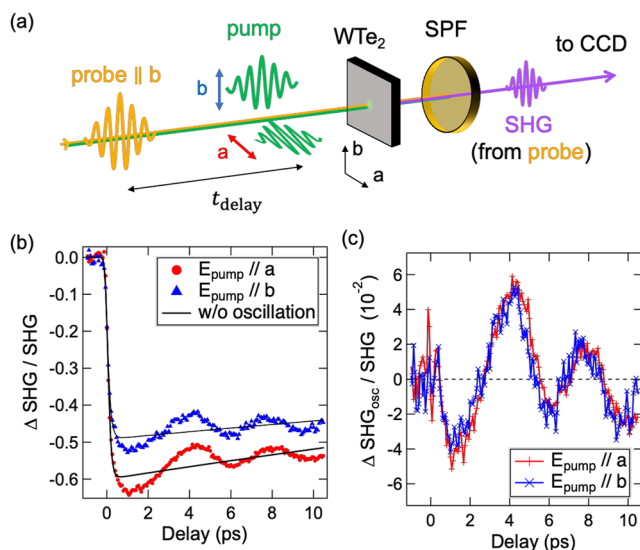 (a)
pump
WTe₂
SPF
to CCD
probe || b
b
SHG
(from probe)
a
b
a
t_delay
(b)
0.0
-0.1
-0.2
-0.3
-0.4
-0.5
-0.6
E_pump // a
E_pump // b
w/o oscillation
Δ SHG / SHG
0 2 4 6 8 10
Delay (ps)
(c)
6
4
2
0
-2
-4
-6
Δ SHG_osc / SHG (10⁻²)
E_pump // a
E_pump // b
0 2 4 6 8 10
Delay (ps)